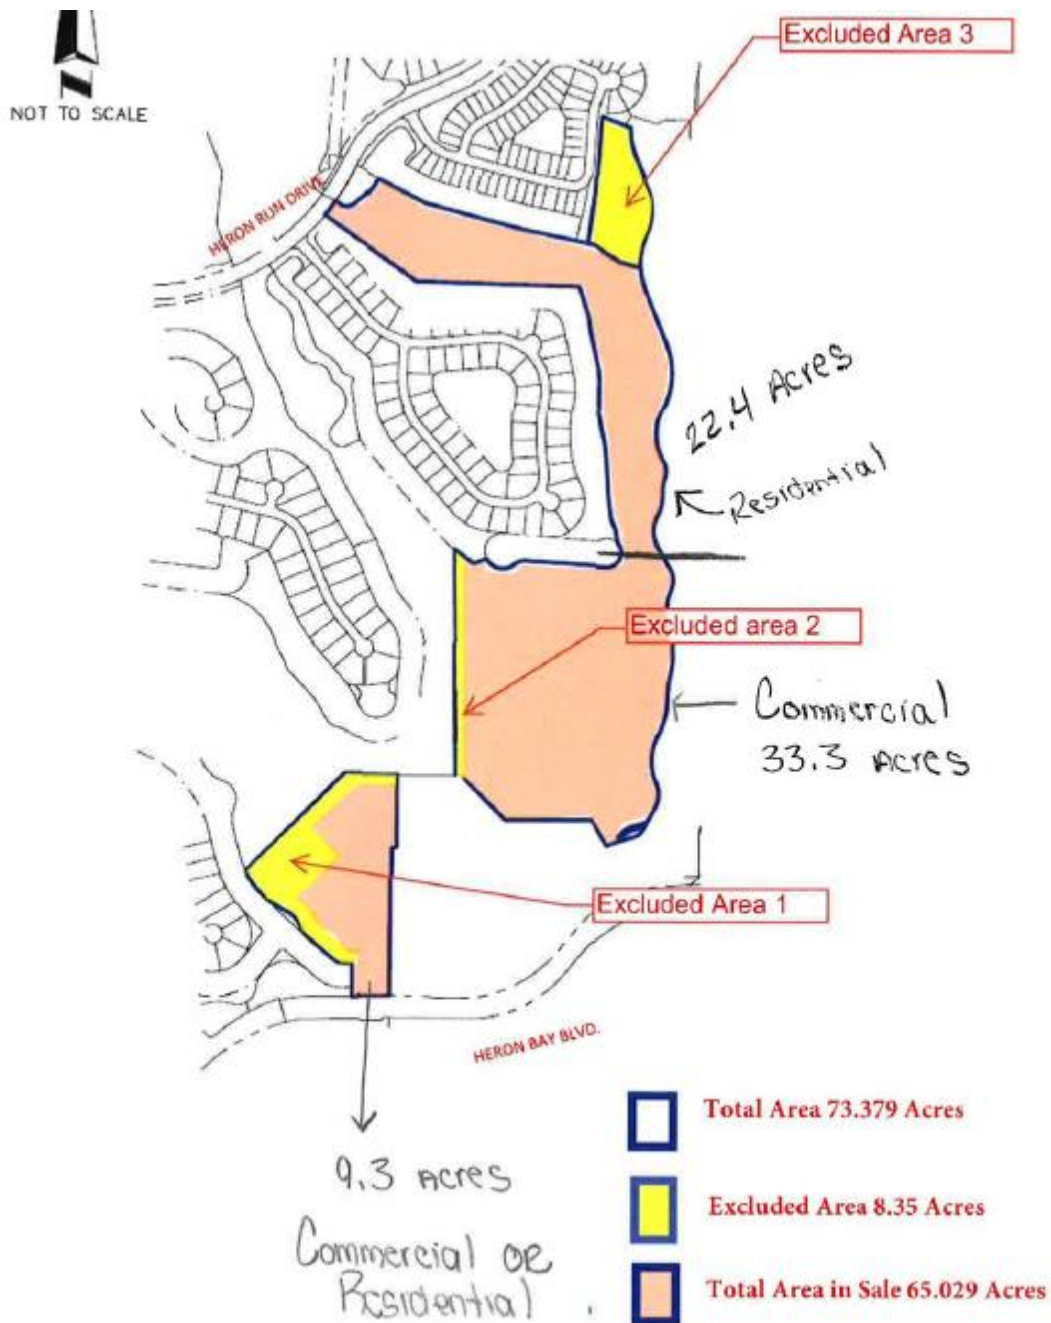 Excluded Area 3
NOT TO SCALE
HERON RUN DRIVE
22.4 Acres
Residential
Excluded area 2
Commercial
33.3 Acres
Excluded Area 1
HERON BAY BLVD.
Total Area 73.379 Acres
9.3 Acres
Excluded Area 8.35 Acres
Commercial OR
Residential
Total Area in Sale 65.029 Acres